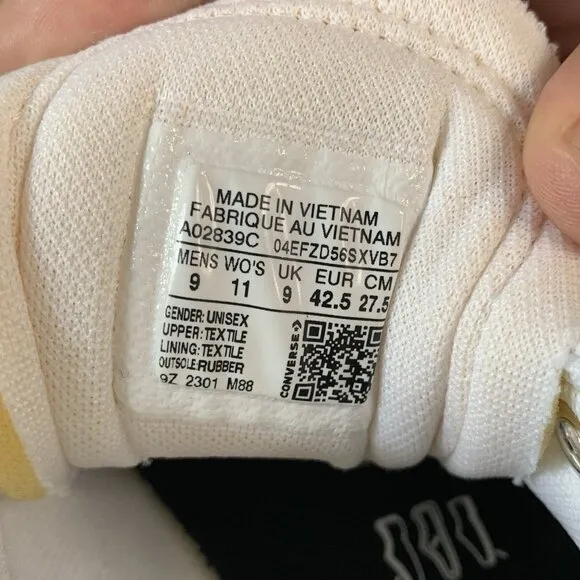 MADE IN VIETNAM
FABRIQUE AU VIETNAM
A02839C 04EFZD56SXVB7
MENS WO'S UK EUR CM
9 11 9 42.5 27.5
GENDER: UNISEX
UPPER: TEXTILE
LINING: TEXTILE
OUTSOLE: RUBBER
9Z 2301 M88
CONVERSE